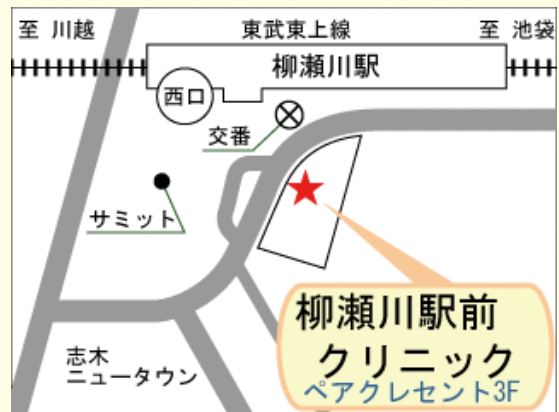 至 川越
東武東上線
至 池袋
柳瀬川駅
西口
交番
サミット
柳瀬川駅前
クリニック
ペアクレセント3F
志木
ニュータウン